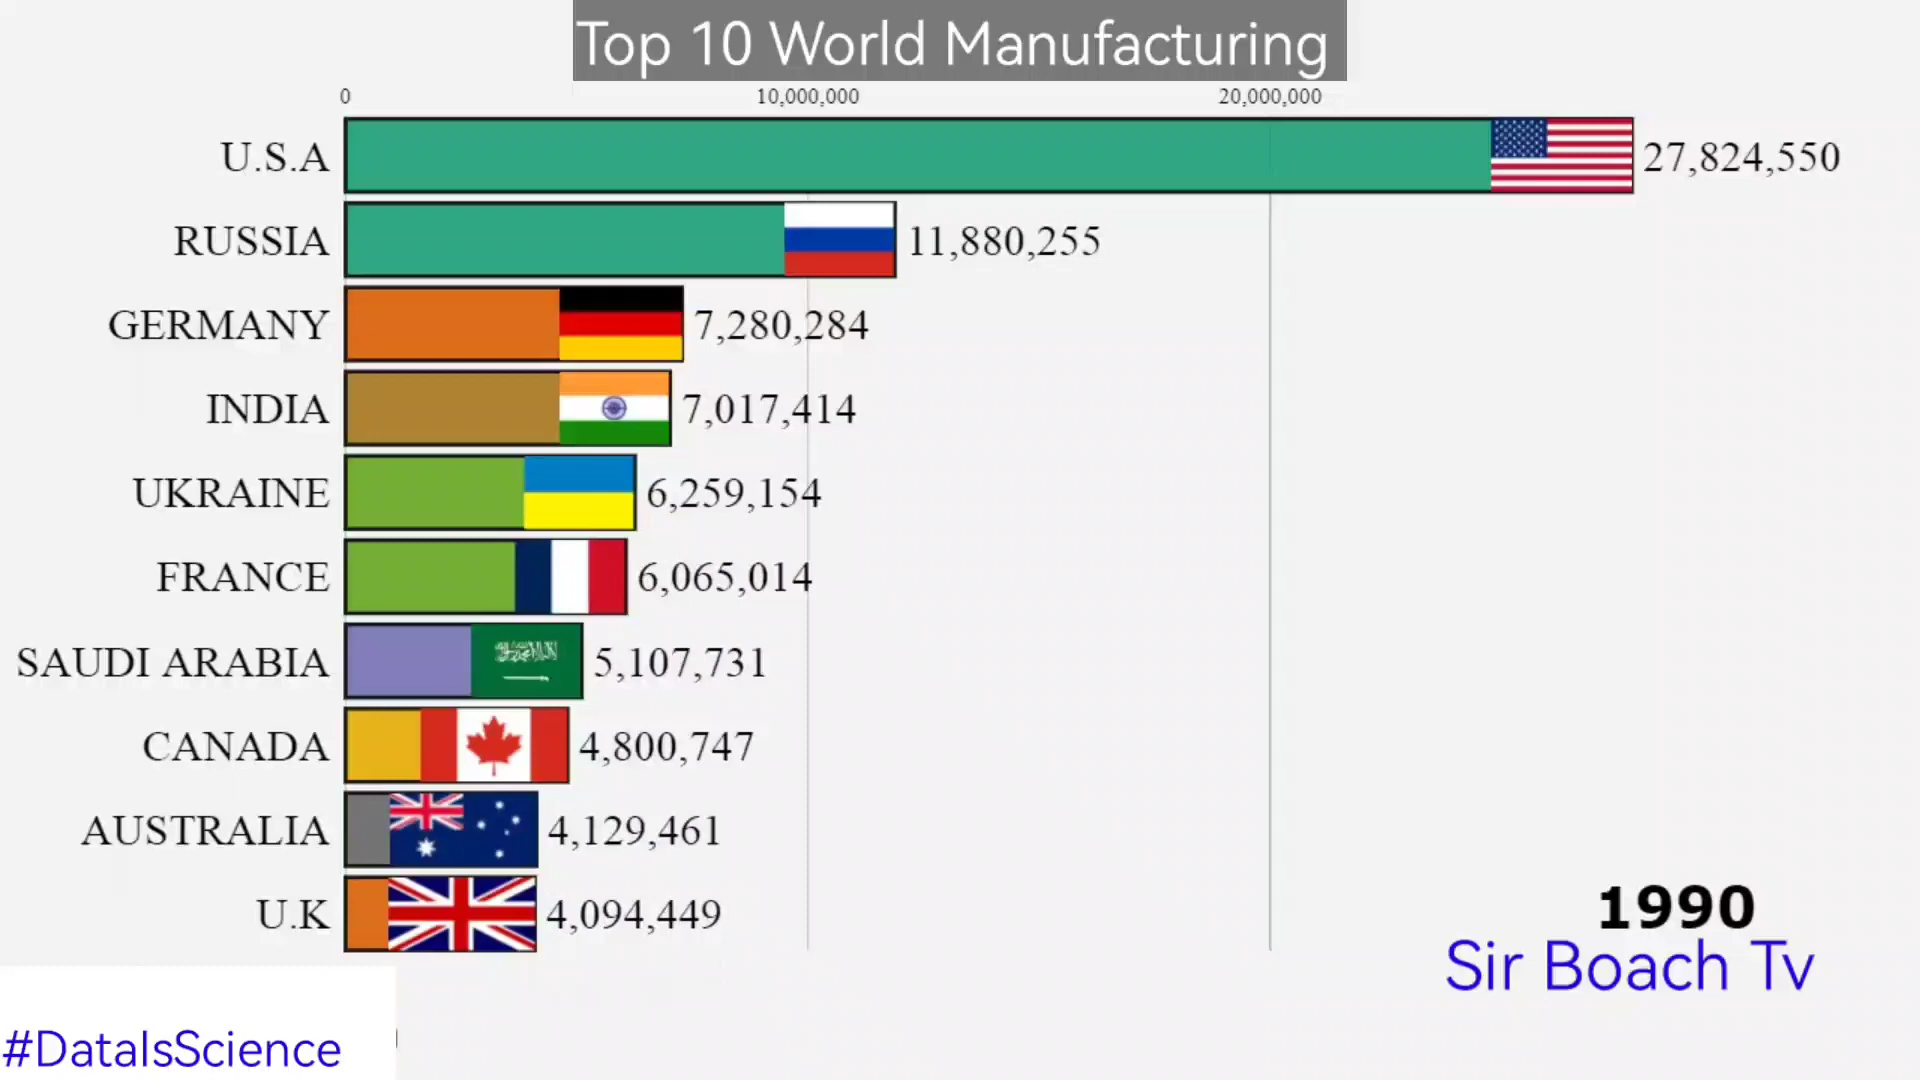 Top 10 World Manufacturing
0 10,000,000 20,000,000
U.S.A 27,824,550
RUSSIA 11,880,255
GERMANY 7,280,284
INDIA 7,017,414
UKRAINE 6,259,154
FRANCE 6,065,014
SAUDI ARABIA 5,107,731
CANADA 4,800,747
AUSTRALIA 4,129,461
U.K 4,094,449
1990
Sir Boach Tv
#DataIsScience